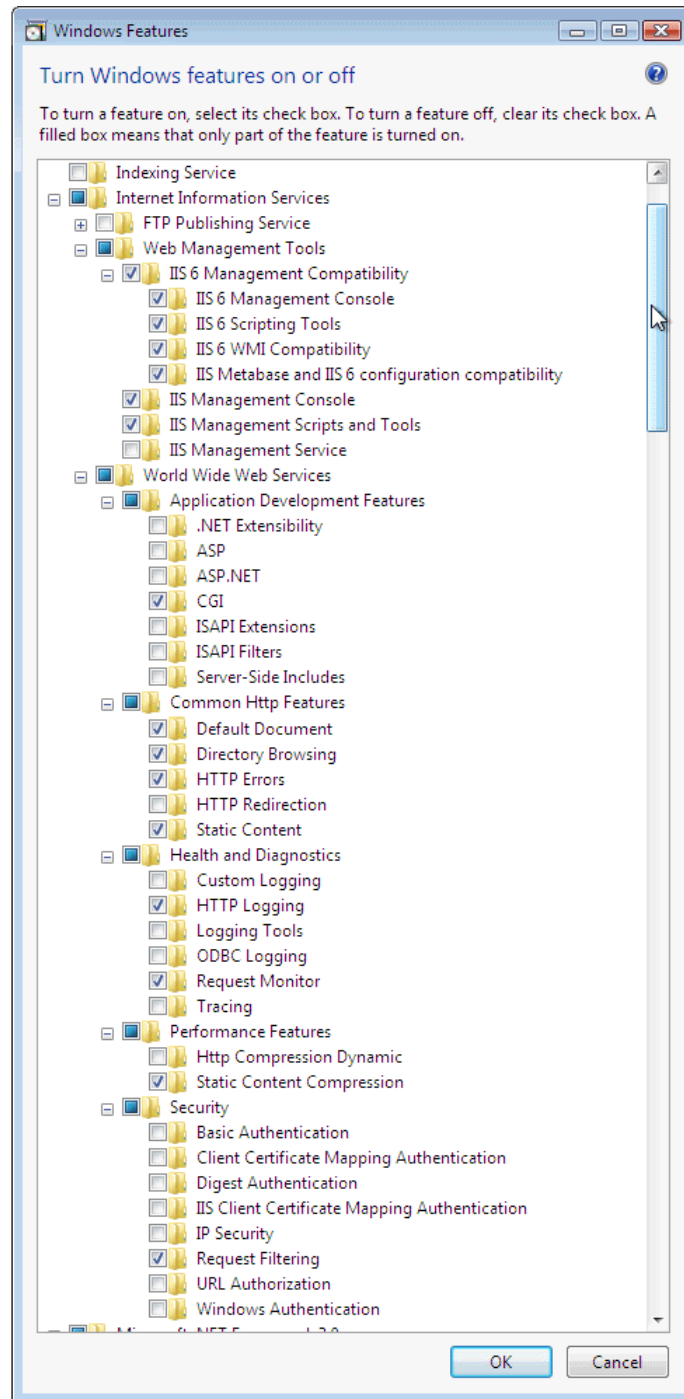 Windows Features
Turn Windows features on or off
To turn a feature on, select its check box. To turn a feature off, clear its check box. A
filled box means that only part of the feature is turned on.
Indexing Service
Internet Information Services
FTP Publishing Service
Web Management Tools
IIS 6 Management Compatibility
IIS 6 Management Console
IIS 6 Scripting Tools
IIS 6 WMI Compatibility
IIS Metabase and IIS 6 configuration compatibility
IIS Management Console
IIS Management Scripts and Tools
IIS Management Service
World Wide Web Services
Application Development Features
.NET Extensibility
ASP
ASP.NET
CGI
ISAPI Extensions
ISAPI Filters
Server-Side Includes
Common Http Features
Default Document
Directory Browsing
HTTP Errors
HTTP Redirection
Static Content
Health and Diagnostics
Custom Logging
HTTP Logging
Logging Tools
ODBC Logging
Request Monitor
Tracing
Performance Features
Http Compression Dynamic
Static Content Compression
Security
Basic Authentication
Client Certificate Mapping Authentication
Digest Authentication
IIS Client Certificate Mapping Authentication
IP Security
Request Filtering
URL Authorization
Windows Authentication
OK Cancel